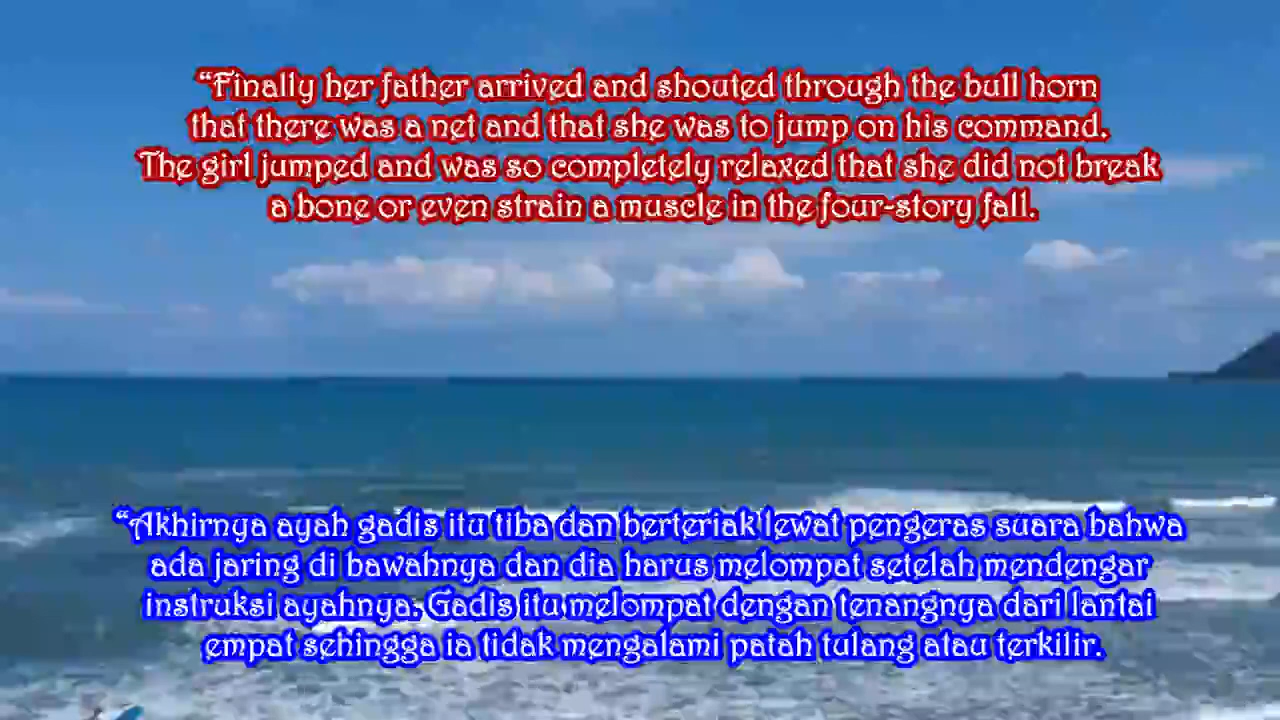 “Finally her father arrived and shouted through the bull horn
that there was a net and that she was to jump on his command.
The girl jumped and was so completely relaxed that she did not break
a bone or even strain a muscle in the four-story fall.
“Akhirnya ayah gadis itu tiba dan berteriak lewat pengeras suara bahwa
ada jaring di bawahnya dan dia harus melompat setelah mendengar
instruksi ayahnya. Gadis itu melompat dengan tenangnya dari lantai
empat sehingga ia tidak mengalami patah tulang atau terkilir.